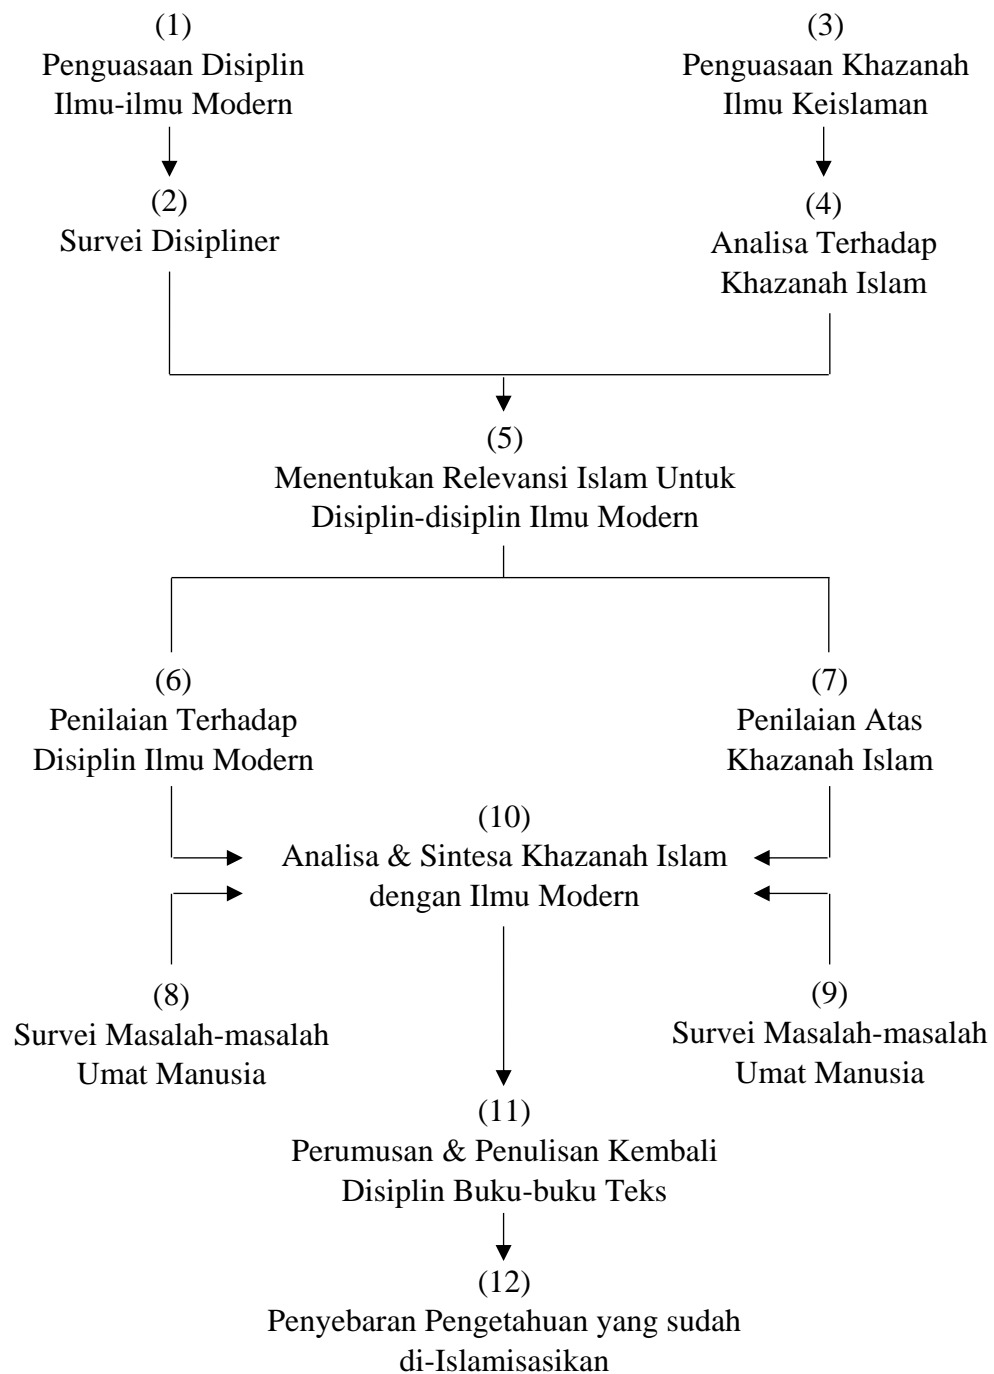 (1)
Penguasaan Disiplin
Ilmu-ilmu Modern
(3)
Penguasaan Khazanah
Ilmu Keislaman
(2)
Survei Disipliner
(4)
Analisa Terhadap
Khazanah Islam
(5)
Menentukan Relevansi Islam Untuk
Disiplin-disiplin Ilmu Modern
(6)
Penilaian Terhadap
Disiplin Ilmu Modern
(7)
Penilaian Atas
Khazanah Islam
(10)
Analisa & Sintesa Khazanah Islam
dengan Ilmu Modern
(8)
Survei Masalah-masalah
Umat Manusia
(9)
Survei Masalah-masalah
Umat Manusia
(11)
Perumusan & Penulisan Kembali
Disiplin Buku-buku Teks
(12)
Penyebaran Pengetahuan yang sudah
di-Islamisasikan